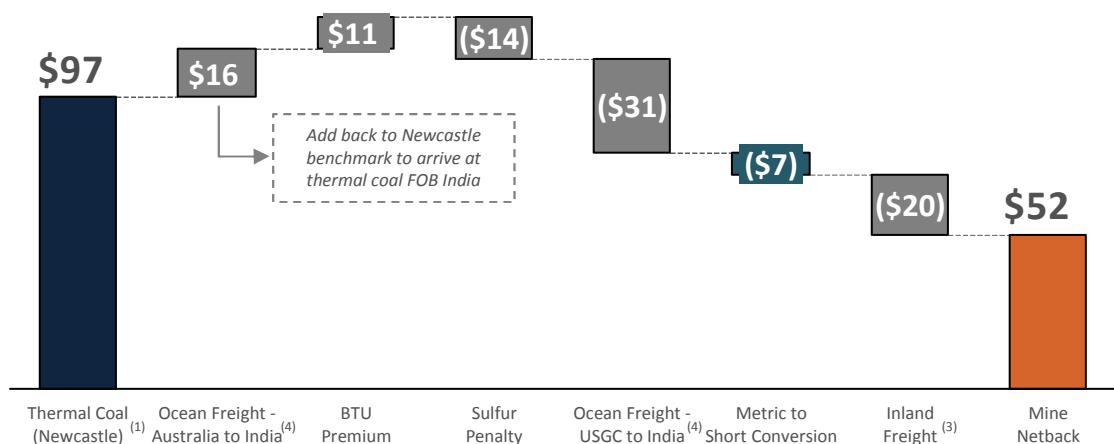 $97
$16
$11
($14)
($31)
($7)
($20)
$52
Add back to Newcastle
benchmark to arrive at
thermal coal FOB India
Thermal Coal
(Newcastle) (1)
Ocean Freight -
Australia to India(4)
BTU
Premium
Sulfur
Penalty
Ocean Freight -
USGC to India(4)
Metric to
Short Conversion
Inland
Freight (3)
Mine
Netback